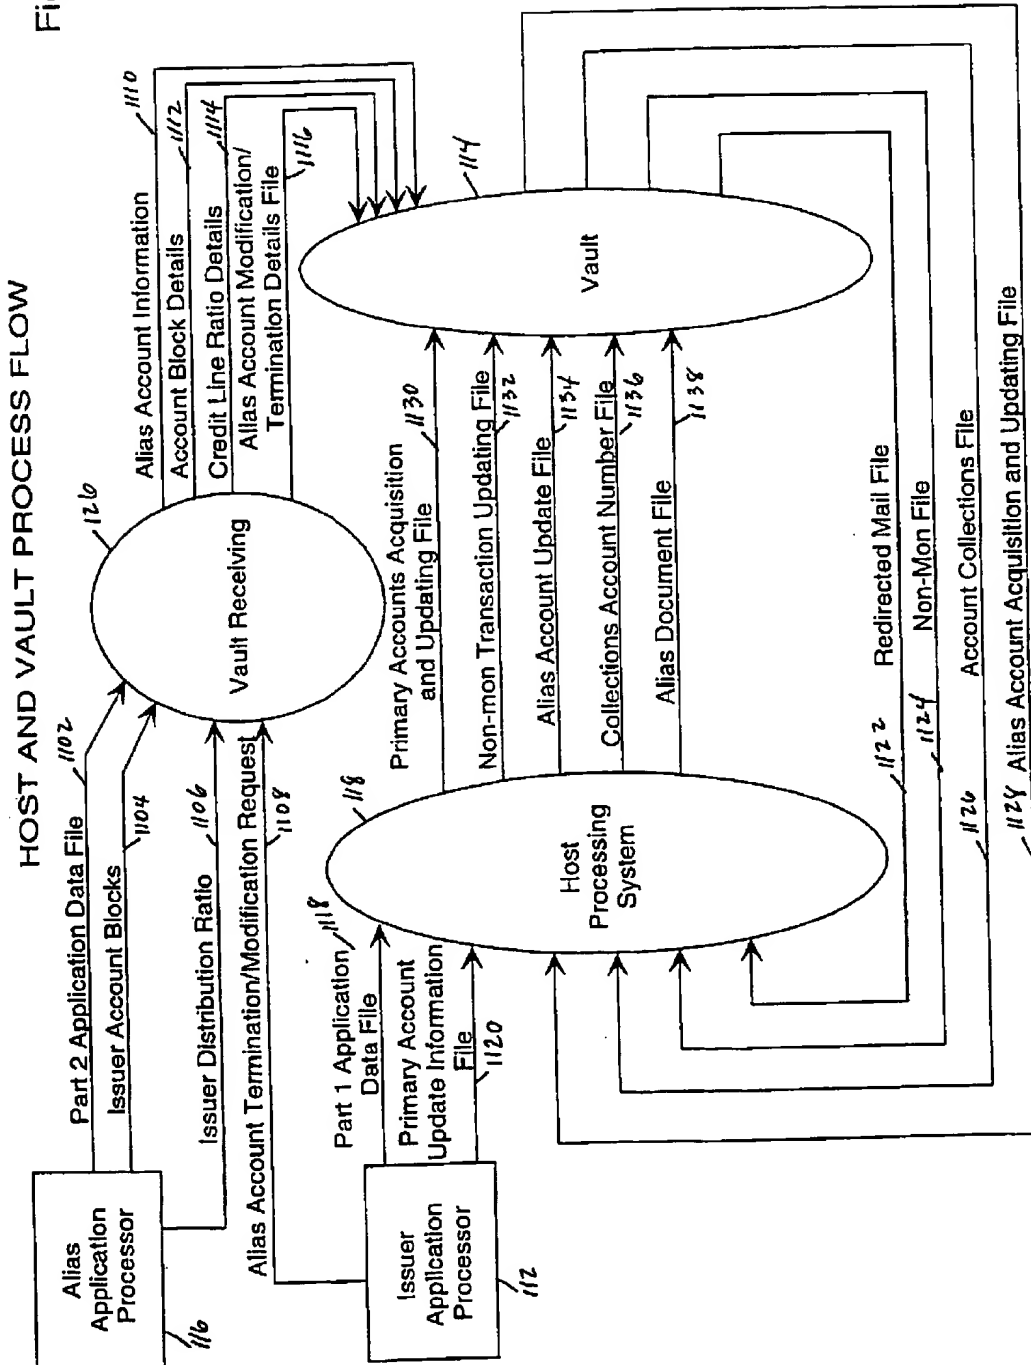 HOST AND VAULT PROCESS FLOW
Alias
Application
Processor
116
Part 2 Application Data File
1102
Issuer Account Blocks
1104
Issuer Distribution Ratio
1106
Alias Account Termination/Modification Request
1108
Vault Receiving
126
Alias Account Information
1110
Account Block Details
1112
Credit Line Ratio Details
1114
Alias Account Modification/
Termination Details File
1116
Issuer
Application
Processor
112
Part 1 Application
Data File
1118
Primary Account
Update Information
File
1120
Host
Processing
System
118
Primary Accounts Acquisition
and Updating File
1130
Non-mon Transaction Updating File
1132
Alias Account Update File
1134
Collections Account Number File
1136
Alias Document File
1138
Vault
114
Redirected Mail File
1122
Non-Mon File
1124
Account Collections File
1126
Alias Account Acquisition and Updating File
1128